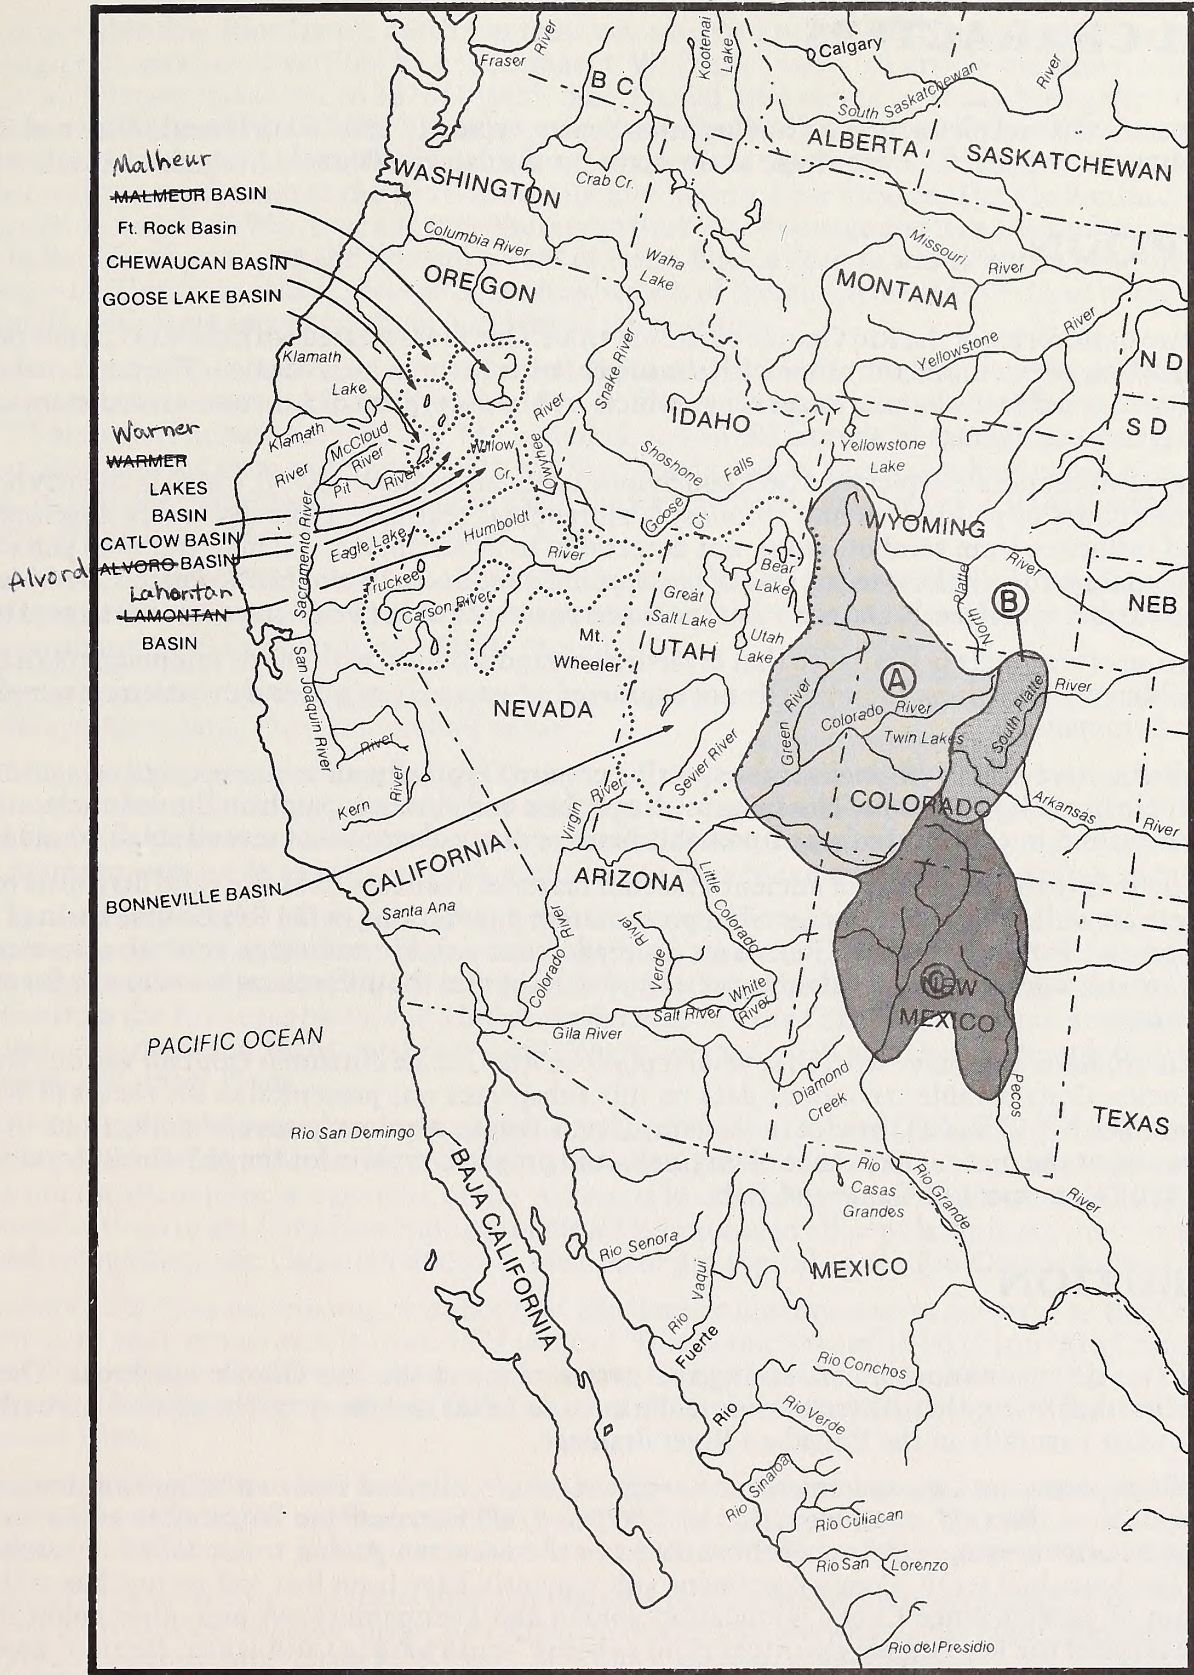 Fraser
River
Kootenai
Lake
Calgary
River
B C
South Saskatchewan
ALBERTA
SASKATCHEWAN
Malheur
MALMEUR BASIN
Ft. Rock Basin
CHEWAUCAN BASIN
GOOSE LAKE BASIN
WASHINGTON
Crab Cr.
Columbia River
Waha
Lake
Missouri
River
OREGON
MONTANA
River
Klamath
Lake
Snake River
Yellowstone
N D
S D
River
IDAHO
Warner
WARMER
LAKES
BASIN
CATLOW BASIN
Alvord
ALVORO BASIN
Lahontan
LAMONTAN
BASIN
Klamath
River
McCloud
River
Pit
River
Willow
Cr.
Owyhee
Shoshone
Falls
Yellowstone
Lake
Goose
Cr.
WYOMING
Sacramento River
Eagle Lake
Humboldt
River
Truckee
Carson River
Bear
Lake
Great
Salt Lake
Utah
Lake
North Platte
River
B
NEB
Mt.
Wheeler
UTAH
A
San Joaquin River
NEVADA
Green River
Colorado River
Twin Lakes
South Platte
River
River
Kern
River
Sevier River
Virgin River
COLORADO
Arkansas
River
BONNEVILLE BASIN
CALIFORNIA
ARIZONA
Little Colorado
Santa Ana
Colorado River
Verde River
White
River
Salt River
Gila River
C
NEW
MEXICO
PACIFIC OCEAN
Diamond
Creek
Pecos
TEXAS
Rio San Demingo
BAJA CALIFORNIA
Rio
Casas
Grandes
Rio Grande
River
Rio Senora
Rio Vaqui
MEXICO
Fuerte
Rio
Rio Conchos
Rio Verde
Rio Sinaloa
Rio Culiacan
Rio San Lorenzo
Rio del Presidio